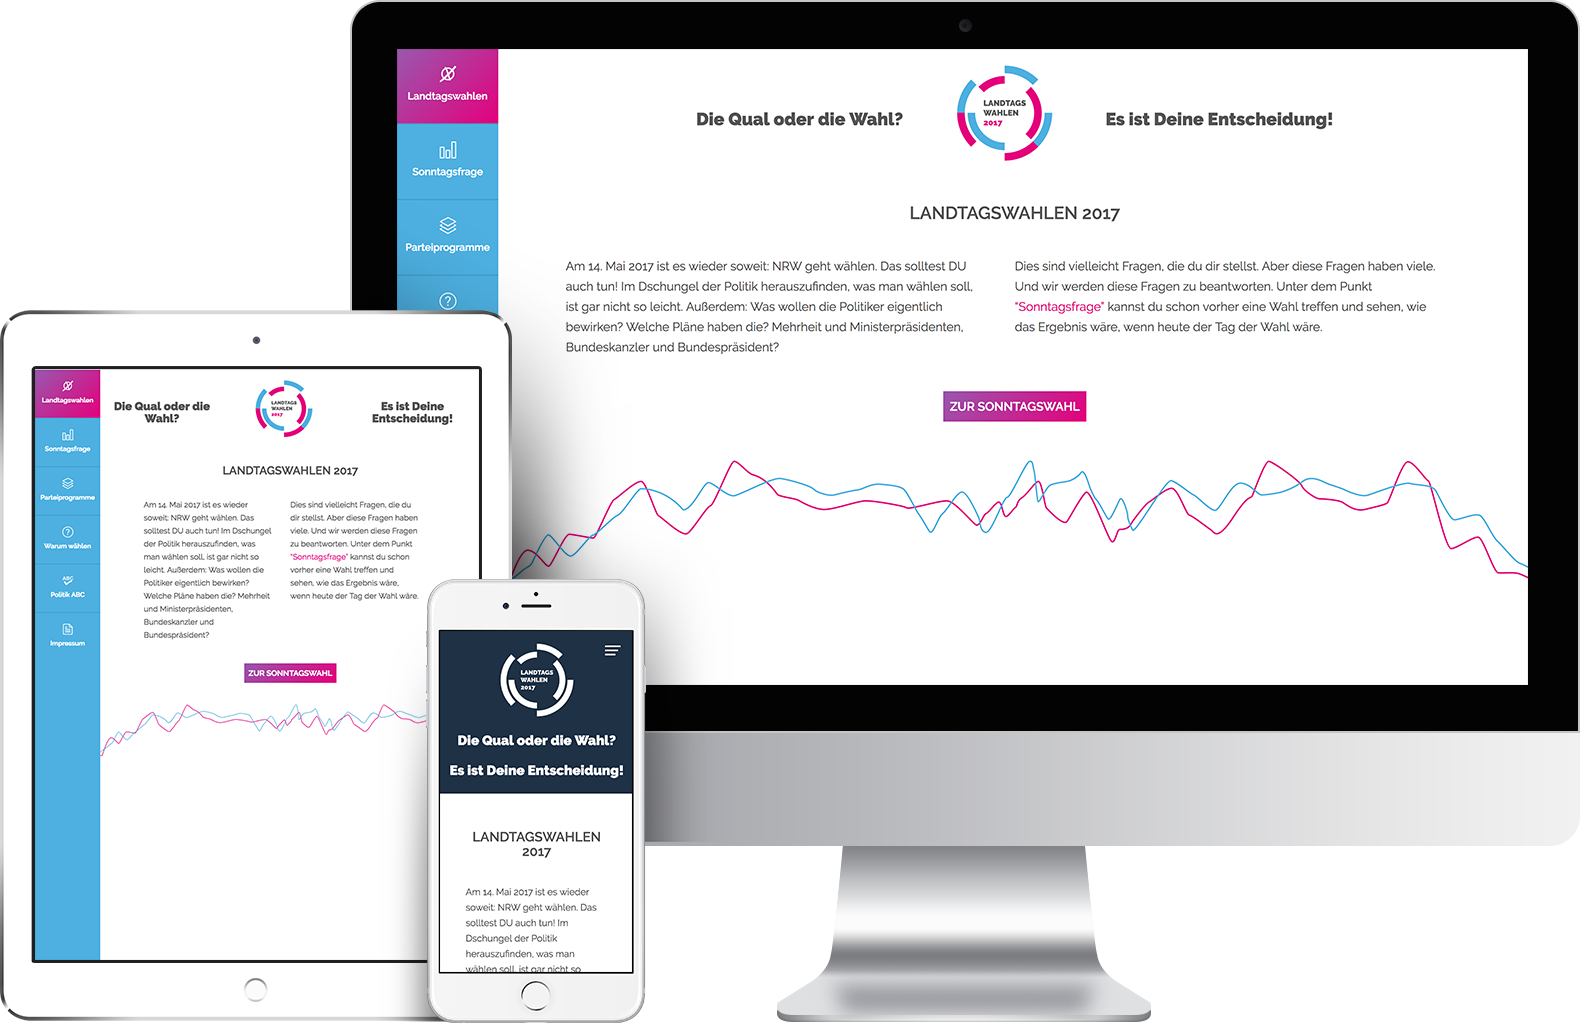 Landtagswahlen
Sonntagsfrage
Parteiprogramme
Die Qual oder die Wahl?
LANDTAGS
WAHLEN
2017
Es ist Deine Entscheidung!
LANDTAGSWAHLEN 2017
Am 14. Mai 2017 ist es wieder soweit: NRW geht wählen. Das solltest DU
auch tun! Im Dschungel der Politik herauszufinden, was man wählen soll,
ist gar nicht so leicht. Außerdem: Was wollen die Politiker eigentlich
bewirken? Welche Pläne haben die? Mehrheit und Ministerpräsidenten,
Bundeskanzler und Bundespräsident?
Dies sind vielleicht Fragen, die du dir stellst. Aber diese Fragen haben viele.
Und wir werden diese Fragen zu beantworten. Unter dem Punkt
“Sonntagsfrage” kannst du schon vorher eine Wahl treffen und sehen, wie
das Ergebnis wäre, wenn heute der Tag der Wahl wäre.
ZUR SONNTAGSWAHL
Landtagswahlen
Sonntagsfrage
Parteiprogramme
Warum wählen
ABC
Politik ABC
Impressum
Die Qual oder die
Wahl?
LANDTAGS
WAHLEN
2017
Es ist Deine
Entscheidung!
LANDTAGSWAHLEN 2017
Am 14. Mai 2017 ist es wieder
soweit: NRW geht wählen. Das
solltest DU auch tun! Im Dschungel
der Politik herauszufinden, was
man wählen soll, ist gar nicht so
leicht. Außerdem: Was wollen die
Politiker eigentlich bewirken?
Welche Pläne haben die? Mehrheit
und Ministerpräsidenten,
Bundeskanzler und
Bundespräsident?
Dies sind vielleicht Fragen, die du
dir stellst. Aber diese Fragen haben
viele. Und wir werden diese Fragen
zu beantworten. Unter dem Punkt
“Sonntagsfrage” kannst du schon
vorher eine Wahl treffen und
sehen, wie das Ergebnis wäre,
wenn heute der Tag der Wahl wäre.
ZUR SONNTAGSWAHL
LANDTAGS
WAHLEN
2017
Die Qual oder die Wahl?
Es ist Deine Entscheidung!
LANDTAGSWAHLEN
2017
Am 14. Mai 2017 ist es wieder
soweit: NRW geht wählen. Das
solltest DU auch tun! Im
Dschungel der Politik
herauszufinden, was man
wählen soll, ist gar nicht so